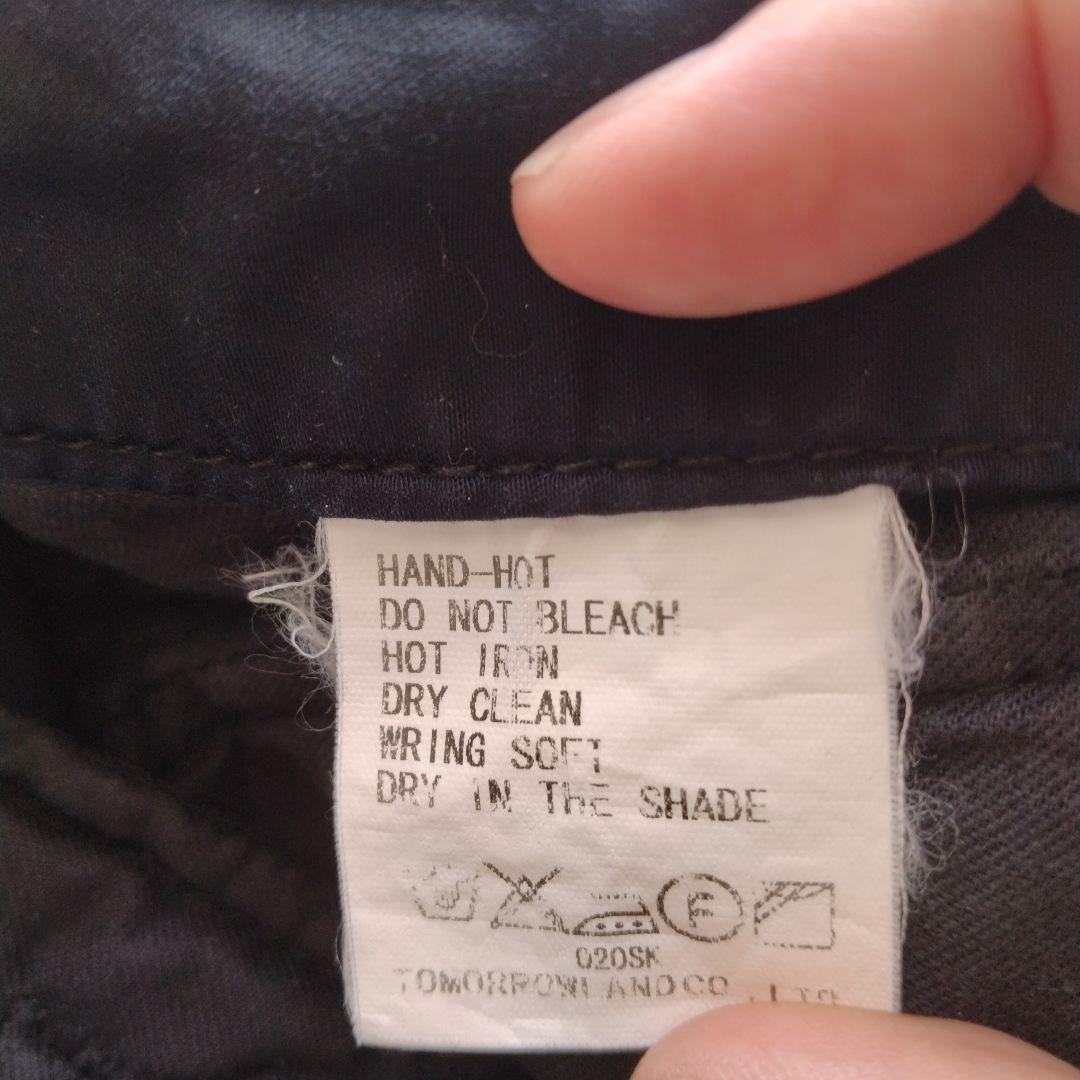 HAND-HOT
DO NOT BLEACH
HOT IRON
DRY CLEAN
WRING SOFT
DRY IN THE SHADE
F
020SK
TOMORROWLAND CO.,LTD